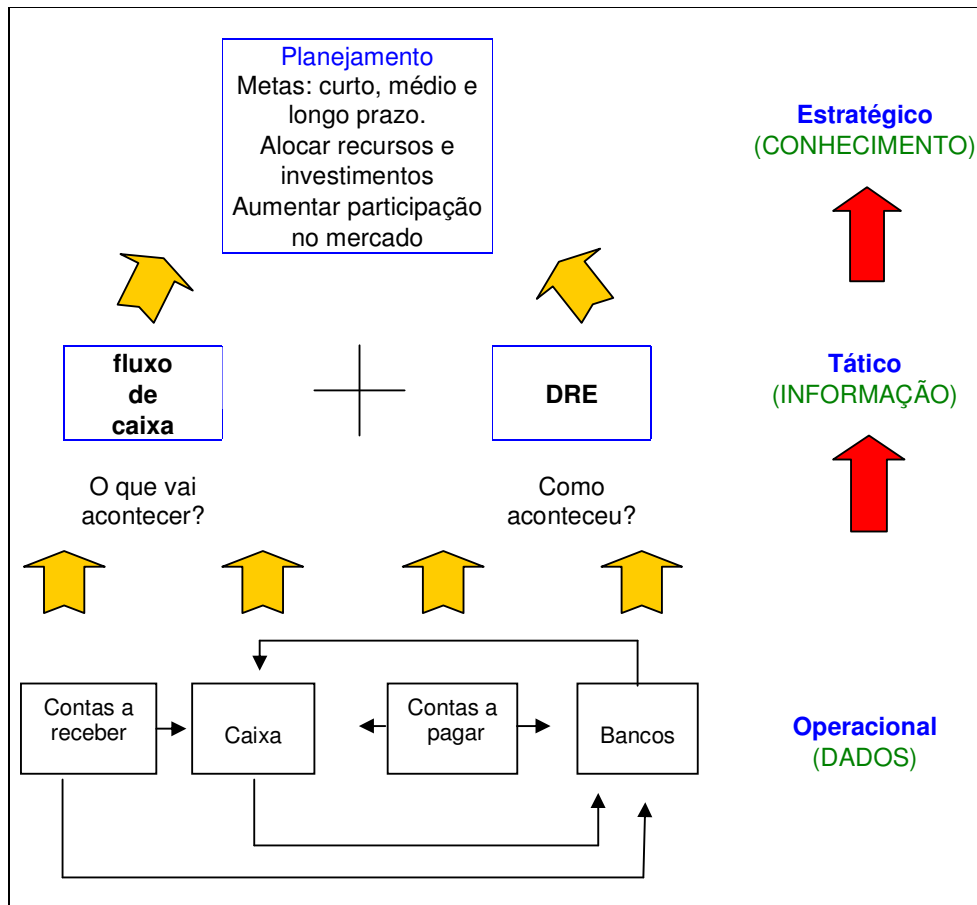 Planejamento
Metas: curto, médio e
longo prazo.
Alocar recursos e
investimentos
Aumentar participação
no mercado
Estratégico
(CONHECIMENTO)
fluxo
de
caixa
DRE
Tático
(INFORMAÇÃO)
O que vai
acontecer?
Como
aconteceu?
Contas a
receber
Caixa
Contas a
pagar
Bancos
Operacional
(DADOS)